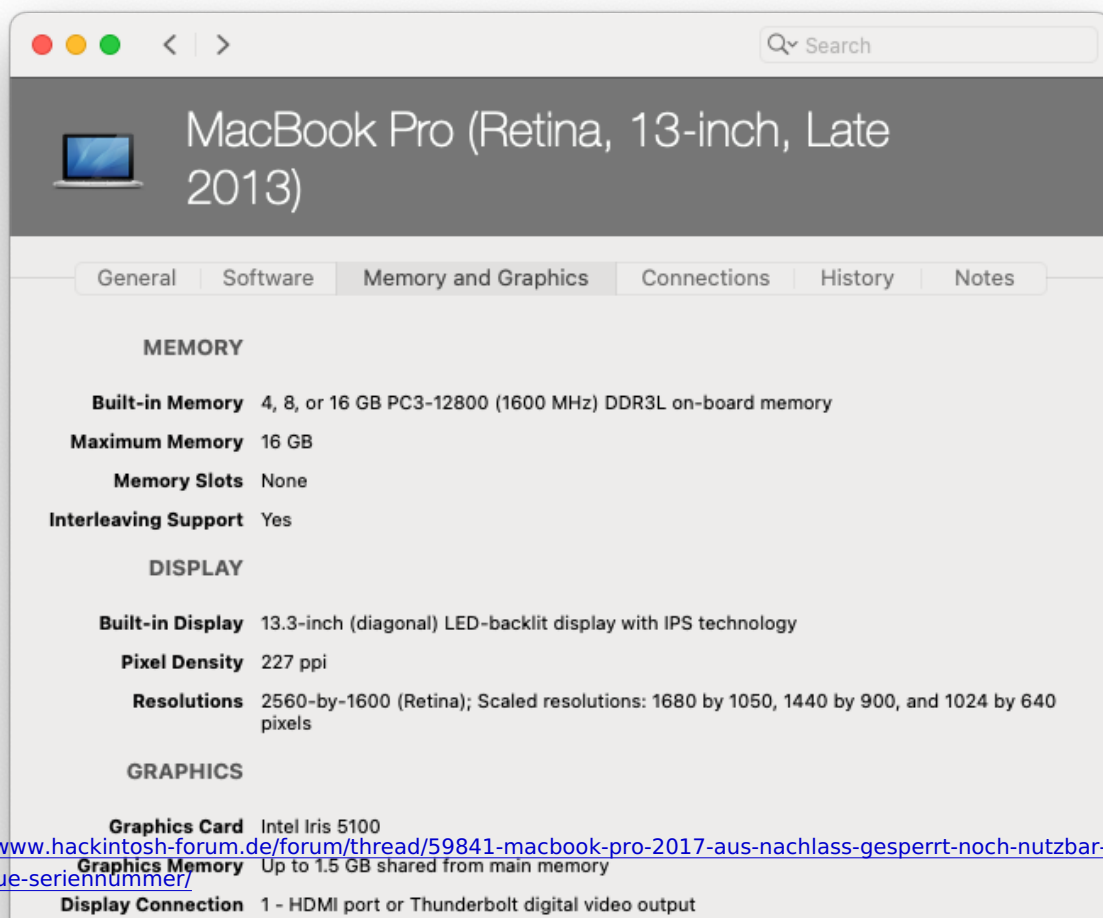 Search
MacBook Pro (Retina, 13-inch, Late
2013)
General Software Memory and Graphics Connections History Notes
MEMORY
Built-in Memory 4, 8, or 16 GB PC3-12800 (1600 MHz) DDR3L on-board memory
Maximum Memory 16 GB
Memory Slots None
Interleaving Support Yes
DISPLAY
Built-in Display 13.3-inch (diagonal) LED-backlit display with IPS technology
Pixel Density 227 ppi
Resolutions 2560-by-1600 (Retina); Scaled resolutions: 1680 by 1050, 1440 by 900, and 1024 by 640
pixels
GRAPHICS
Graphics Card Intel Iris 5100
www.hackintosh-forum.de/forum/thread/59841-macbook-pro-2017-aus-nachlass-gesperrt-noch-nutzbar-
Graphics Memory Up to 1.5 GB shared from main memory
ue-seriennummer/
Display Connection 1 - HDMI port or Thunderbolt digital video output